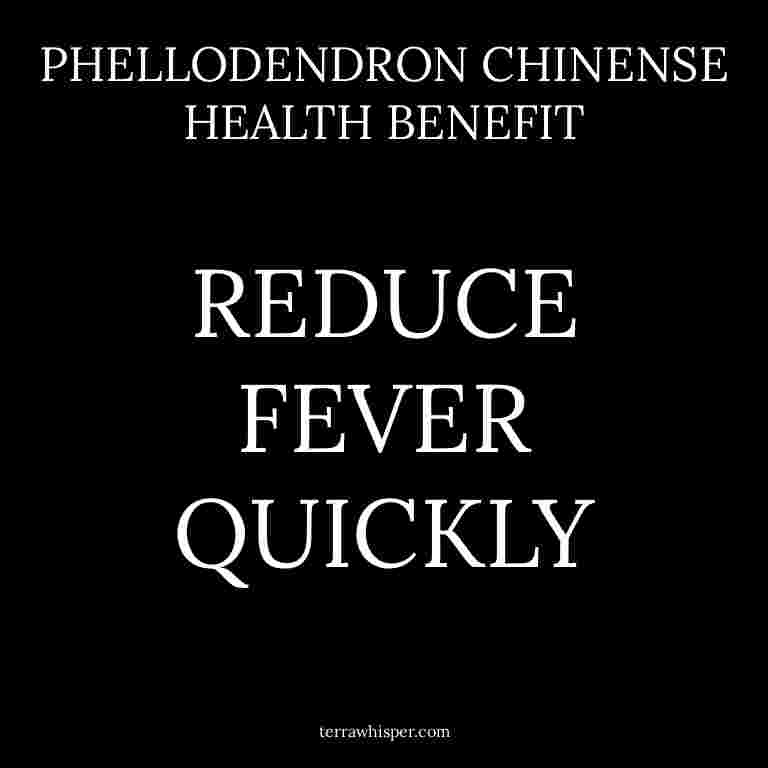 PHELLODENDRON CHINENSE
HEALTH BENEFIT
REDUCE
FEVER
QUICKLY
terrawhisper.com